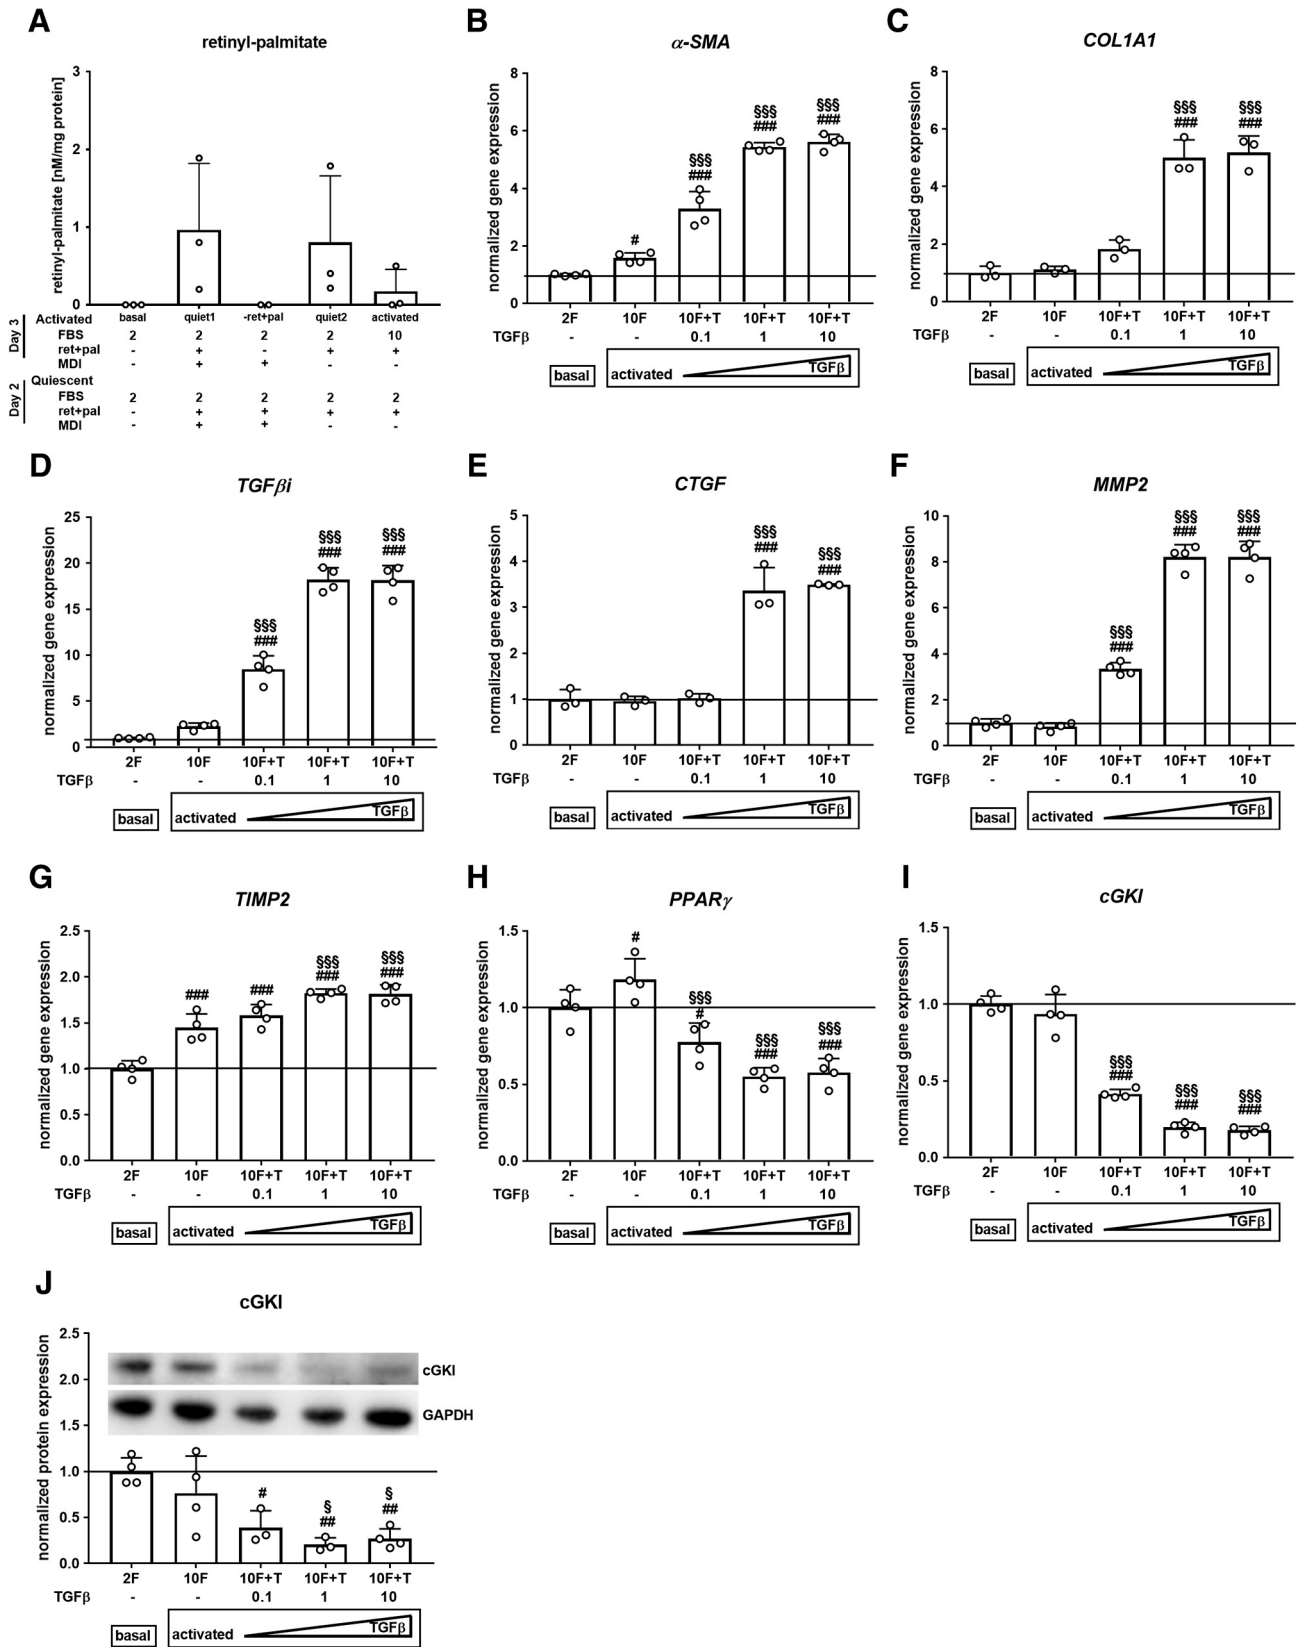 A
retinyl-palmitate
retinyl-palmitate [nM/mg protein]
3
2
1
0
Activated basal quiet1 -ret+pal quiet2 activated
Day 3
FBS 2 2 2 2 10
ret+pal - + - + +
MDI - + + - -
Quiescent
Day 2
FBS 2 2 2 2 2
ret+pal - + + + +
MDI - + + - -
B
α-SMA
normalized gene expression
8
6
4
2
0
#
§§§
###
§§§
###
§§§
###
2F 10F 10F+T 10F+T 10F+T
TGFβ - - 0.1 1 10
basal activated TGFβ
C
COL1A1
normalized gene expression
8
6
4
2
0
§§§
###
§§§
###
2F 10F 10F+T 10F+T 10F+T
TGFβ - - 0.1 1 10
basal activated TGFβ
D
TGFβi
normalized gene expression
25
20
15
10
5
0
§§§
###
§§§
###
§§§
###
2F 10F 10F+T 10F+T 10F+T
TGFβ - - 0.1 1 10
basal activated TGFβ
E
CTGF
normalized gene expression
5
4
3
2
1
0
§§§
###
§§§
###
2F 10F 10F+T 10F+T 10F+T
TGFβ - - 0.1 1 10
basal activated TGFβ
F
MMP2
normalized gene expression
10
8
6
4
2
0
§§§
###
§§§
###
§§§
###
2F 10F 10F+T 10F+T 10F+T
TGFβ - - 0.1 1 10
basal activated TGFβ
G
TIMP2
normalized gene expression
2.5
2.0
1.5
1.0
0.5
0.0
###
###
§§§
###
§§§
###
2F 10F 10F+T 10F+T 10F+T
TGFβ - - 0.1 1 10
basal activated TGFβ
H
PPARγ
normalized gene expression
1.5
1.0
0.5
0.0
#
§§§
#
§§§
###
§§§
###
2F 10F 10F+T 10F+T 10F+T
TGFβ - - 0.1 1 10
basal activated TGFβ
I
cGKI
normalized gene expression
1.5
1.0
0.5
0.0
§§§
###
§§§
###
§§§
###
2F 10F 10F+T 10F+T 10F+T
TGFβ - - 0.1 1 10
basal activated TGFβ
J
cGKI
normalized protein expression
2.5
2.0
1.5
1.0
0.5
0.0
cGKI
GAPDH
#
§
##
§
##
2F 10F 10F+T 10F+T 10F+T
TGFβ - - 0.1 1 10
basal activated TGFβ